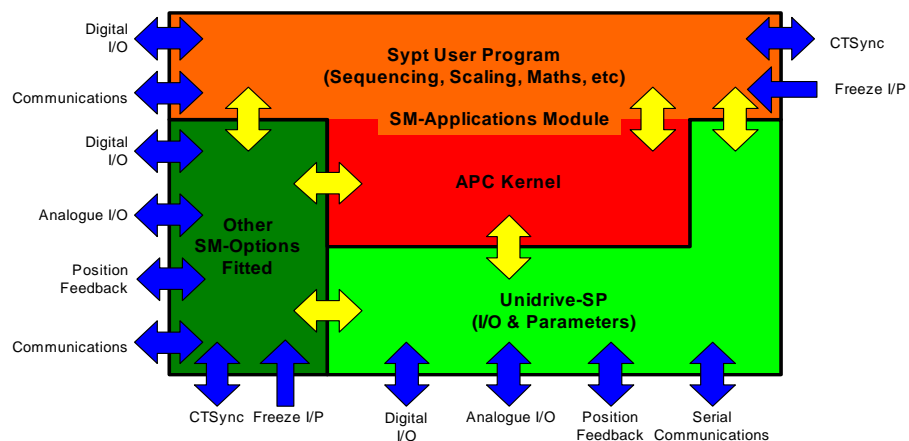 Digital
I/O
Communications
Sypt User Program
(Sequencing, Scaling, Maths, etc)
CTSync
Freeze I/P
SM-Applications Module
Digital
I/O
Analogue I/O
Position
Feedback
Communications
APC Kernel
Other
SM-Options
Fitted
Unidrive-SP
(I/O & Parameters)
CTSync
Freeze I/P
Digital
I/O
Analogue I/O
Position
Feedback
Serial
Communications